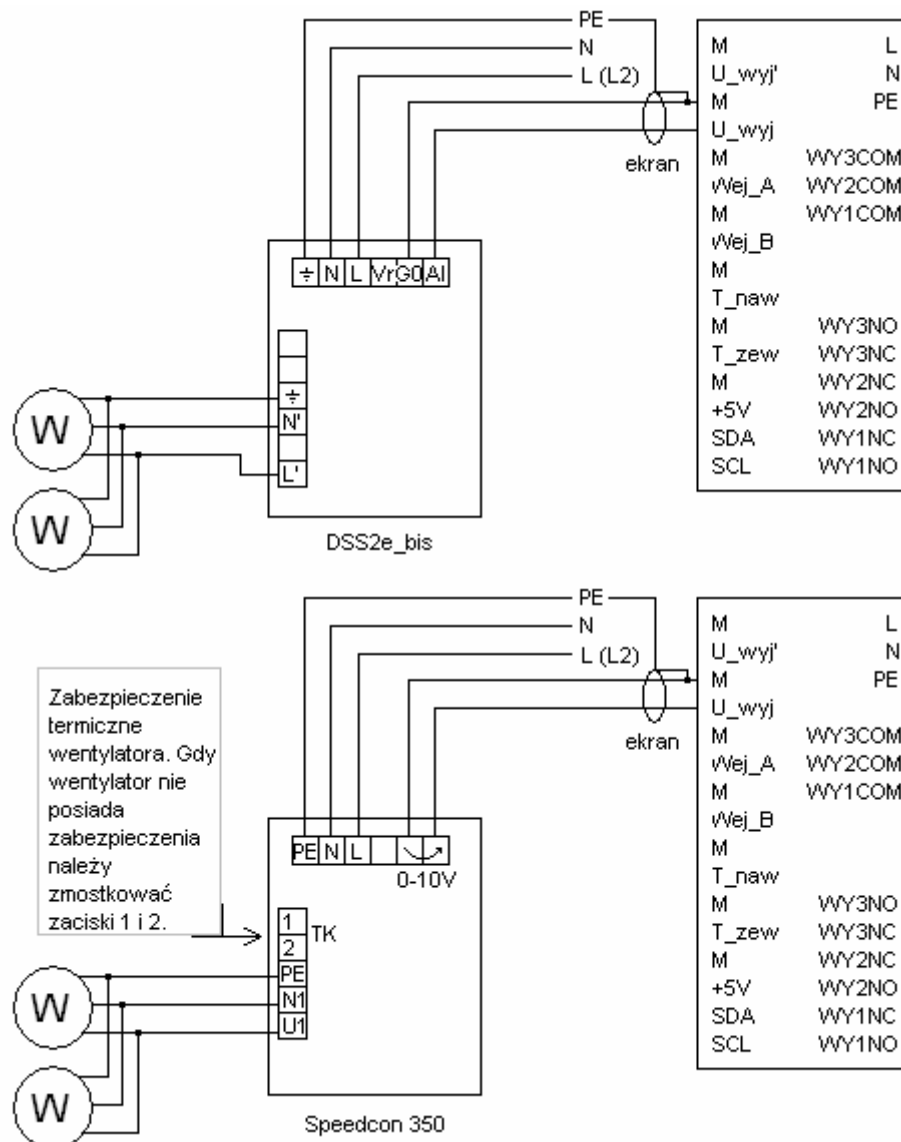 PE
N
L (L2)
ekran
M L
U_wyj' N
M PE
U_wyj
M WY3COM
Wej_A WY2COM
M WY1COM
Wej_B
M
T_naw
M WY3NO
T_zew WY3NC
M WY2NC
+5V WY2NO
SDA WY1NC
SCL WY1NO
N L Vr G0 AI
N'
L'
W
W
DSS2e_bis
PE
N
L (L2)
ekran
M L
U_wyj' N
M PE
U_wyj
M WY3COM
Wej_A WY2COM
M WY1COM
Wej_B
M
T_naw
M WY3NO
T_zew WY3NC
M WY2NC
+5V WY2NO
SDA WY1NC
SCL WY1NO
Zabezpieczenie
termiczne
wentylatora. Gdy
wentylator nie
posiada
zabezpieczenia
należy
zmostkować
zaciski 1 i 2.
PE N L
0-10V
1
2
TK
PE
N1
U1
W
W
Speedcon 350